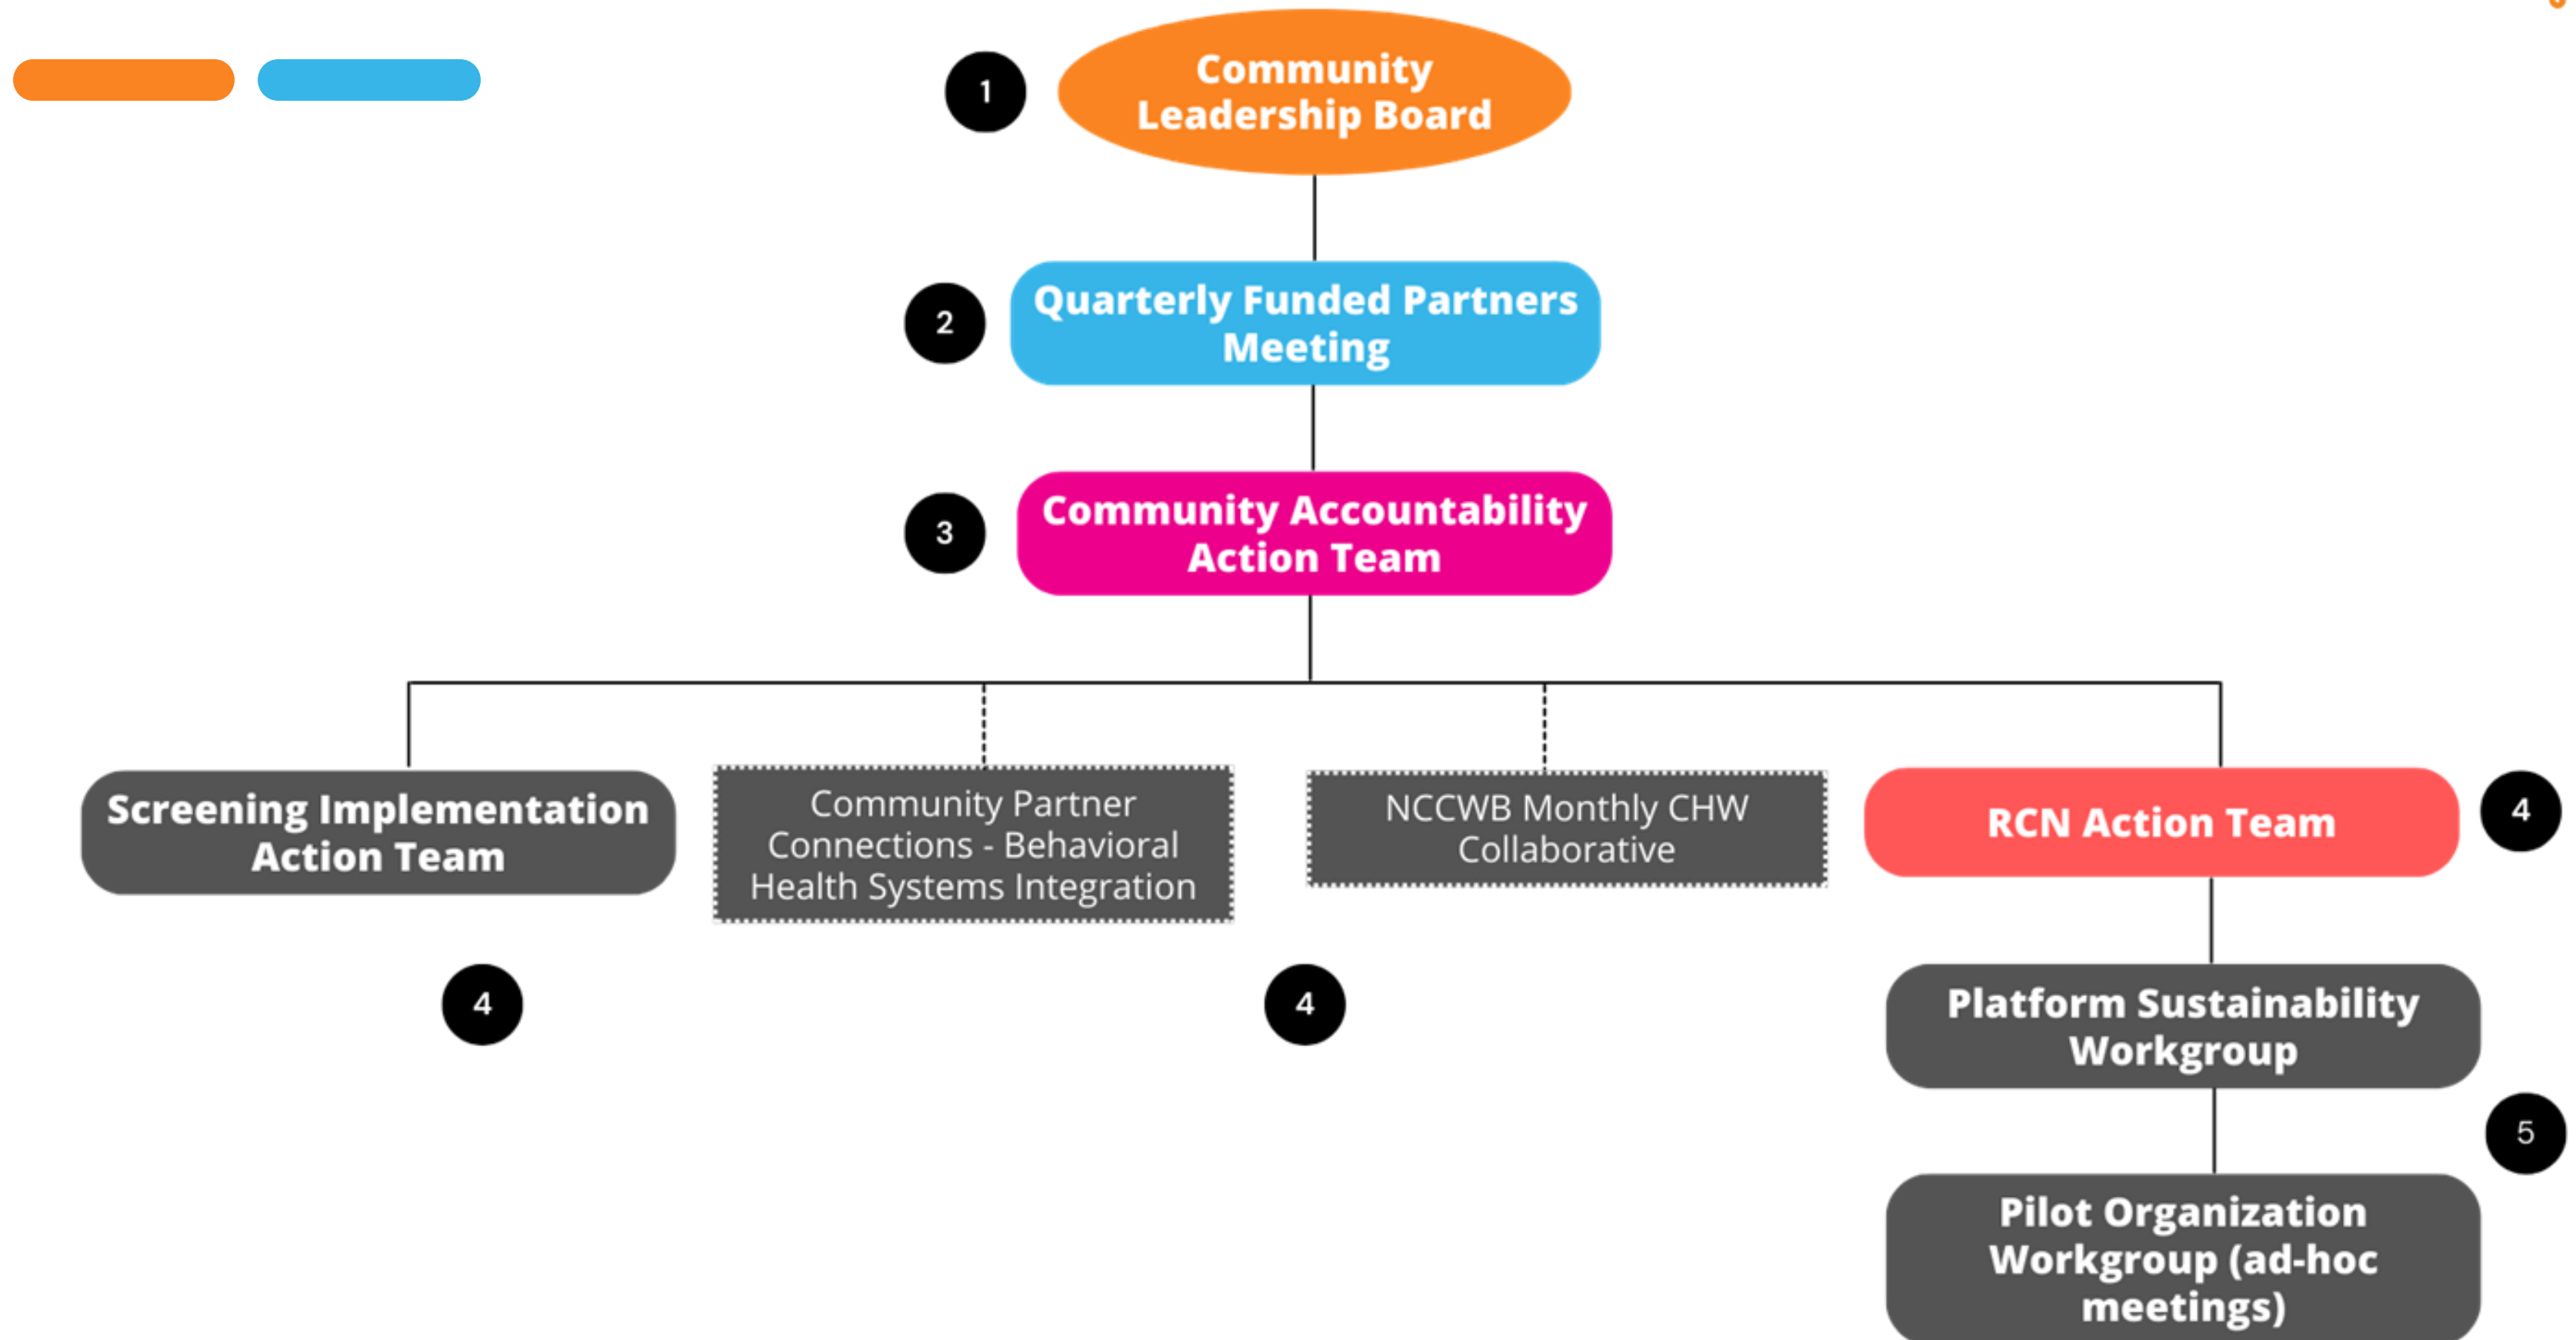 1
Community
Leadership Board
2
Quarterly Funded Partners
Meeting
3
Community Accountability
Action Team
Screening Implementation
Action Team
Community Partner
Connections - Behavioral
Health Systems Integration
NCCWB Monthly CHW
Collaborative
RCN Action Team
4
4
4
Platform Sustainability
Workgroup
5
Pilot Organization
Workgroup (ad-hoc
meetings)